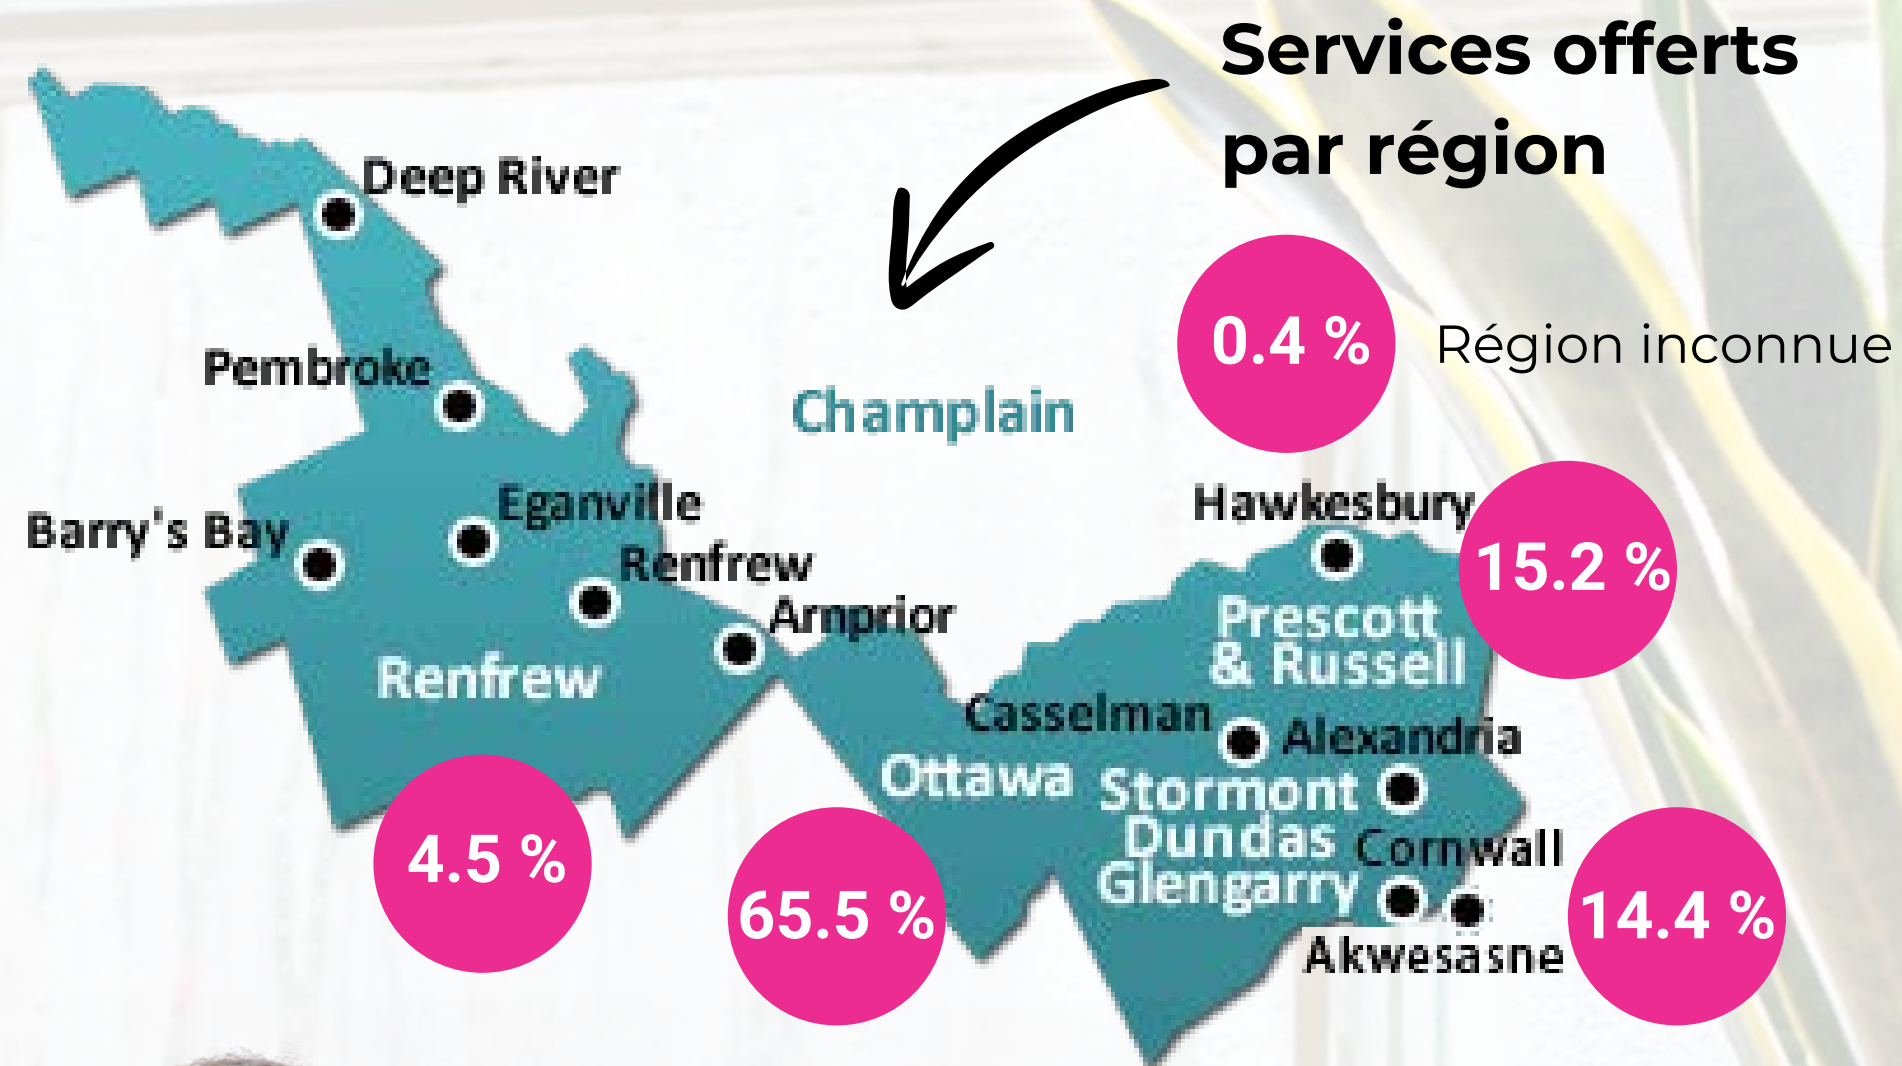 Services offerts
par région
Deep River
0.4 %
Région inconnue
Pembroke
Champlain
Eganville
Hawkesbury
Barry's Bay
Renfrew
15.2 %
Arnprior
Prescott
& Russell
Renfrew
Casselman
Alexandria
Ottawa
Stormont
Dundas
Glengarry
Cornwall
4.5 %
65.5 %
14.4 %
Akwesasne